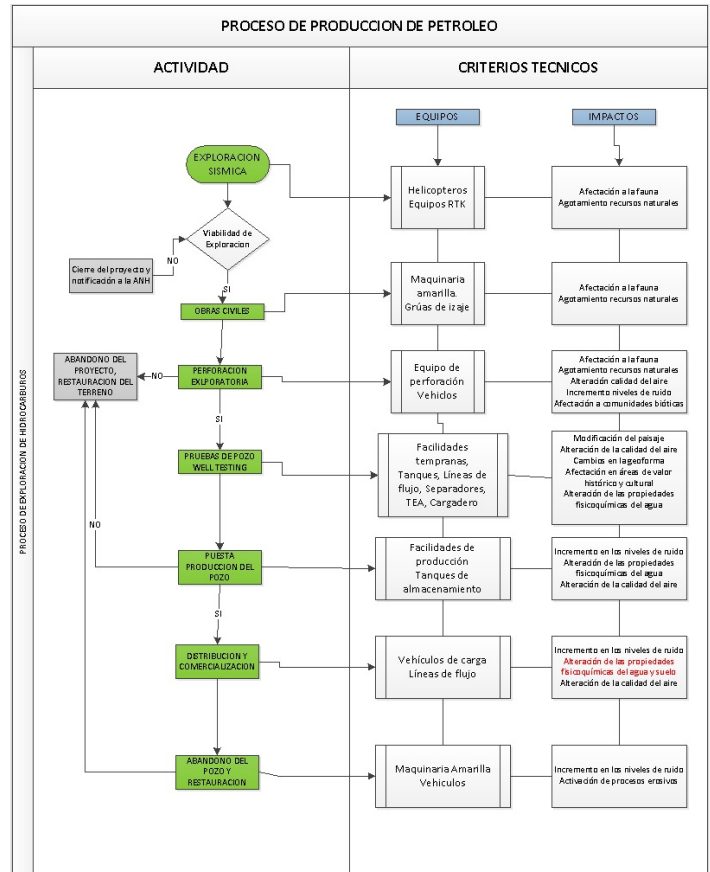 PROCESO DE PRODUCCION DE PETROLEO
ACTIVIDAD
CRITERIOS TECNICOS
PROCESO DE EXPLORACION DE HIDROCARBUROS
EQUIPOS
IMPACTOS
EXPLORACION
SISMICA
Helicopteros
Equipos RTK
Afectación a la fauna
Agotamiento recursos naturales
Viabilidad de
Exploracion
NO
Cierre del proyecto y
notificación a la ANH
SI
OBRAS CIVILES
Maquinaria
amarilla.
Grúas de izaje
Afectación a la fauna
Agotamiento recursos naturales
ABANDONO DEL
PROYECTO,
RESTAURACION DEL
TERRENO
NO
PERFORACION
EXLPORATORIA
Equipo de
perforación
Vehiclos
Afectación a la fauna
Agotamiento recursos naturales
Alteración calidad del aire
Incremento niveles de ruido
Afectación a comunidades bióticas
SI
PRUEBAS DE POZO
WELL TESTING
Facilidades
tempranas,
Tanques, Líneas de
flujo, Separadores,
TEA, Cargadero
Modificación del paisaje
Alteración de la calidad del aire
Cambios en la geoforma
Afectación en áreas de valor
histórico y cultural
Alteración de las propiedades
fisicoquímicas del agua
NO
PUESTA
PRODUCCION DEL
POZO
Facilidades de
producción
Tanques de
almacenamiento
Incremento en los niveles de ruido
Alteración de las propiedades
fisicoquímicas del agua
Alteración de la calidad del aire
SI
DISTRIBUCION Y
COMERCIALIZACION
Vehículos de carga
Líneas de flujo
Incremento en los niveles de ruido
Alteración de las propiedades
fisicoquímicas del agua y suelo
Alteración de la calidad del aire
ABANDONO DEL
POZO Y
RESTAURACION
Maquinaria Amarilla
Vehiculos
Incremento en los niveles de ruido
Activación de procesos erosivos